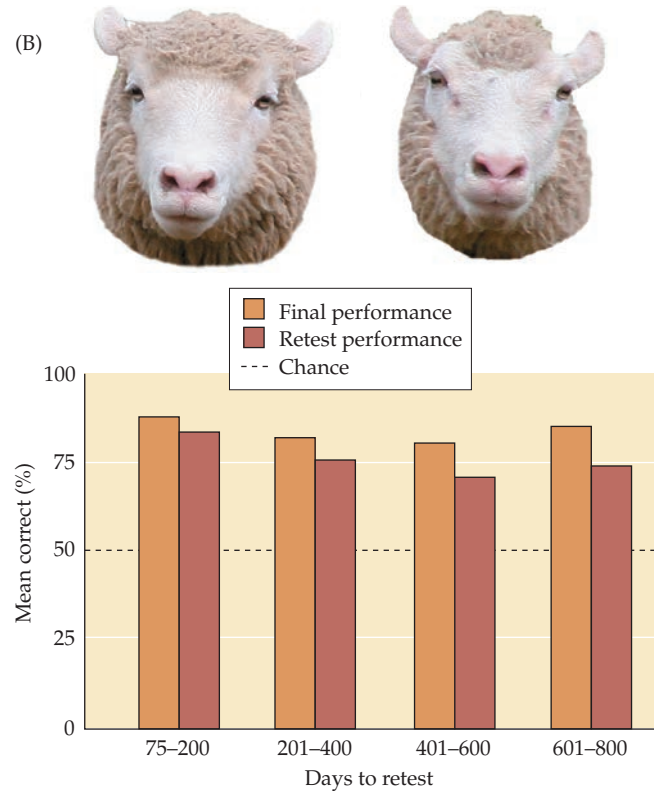 (B)
Final performance
Retest performance
Chance
100
75
50
25
0
Mean correct (%)
75–200
201–400
401–600
601–800
Days to retest